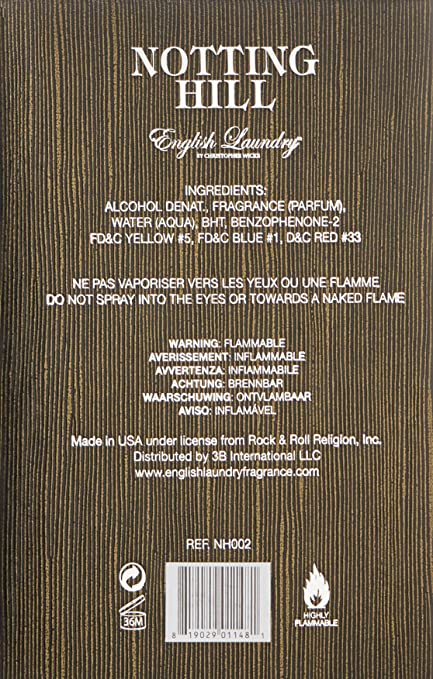 NOTTING
HILL
English Laundry
BY CHRISTOPHER WICKS
INGREDIENTS:
ALCOHOL DENAT., FRAGRANCE (PARFUM),
WATER (AQUA), BHT, BENZOPHENONE-2
FD&C YELLOW #5, FD&C BLUE #1, D&C RED #33
NE PAS VAPORISER VERS LES YEUX OU UNE FLAMME
DO NOT SPRAY INTO THE EYES OR TOWARDS A NAKED FLAME
WARNING: FLAMMABLE
AVERISSEMENT: INFLAMMABLE
AVVERTENZA: INFIAMMABILE
ACHTUNG: BRENNBAR
WAARSCHUWING: ONTVLAMBAAR
AVISO: INFLAMÁVEL
Made in USA under license from Rock & Roll Religion, Inc.
Distributed by 3B International LLC
www.englishlaundryfragrance.com
REF. NH002
36M
8 19029 01148 1
HIGHLY
FLAMMABLE